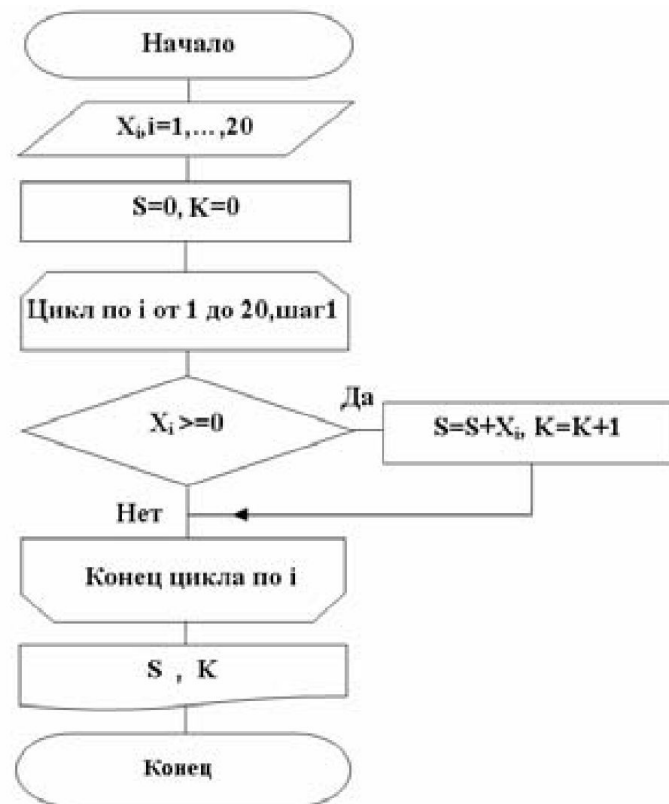 Начало
Xi,i=1,...,20
S=0, K=0
Цикл по i от 1 до 20,шаг1
Xi >=0
Да
S=S+Xi, K=K+1
Нет
Конец цикла по i
S , K
Конец